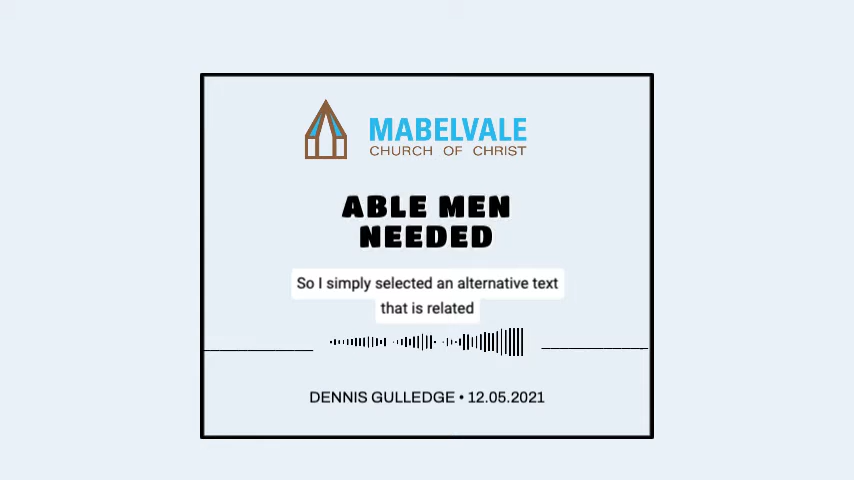 MABELVALE
CHURCH OF CHRIST
ABLE MEN
NEEDED
So I simply selected an alternative text
that is related
DENNIS GULLEDGE • 12.05.2021